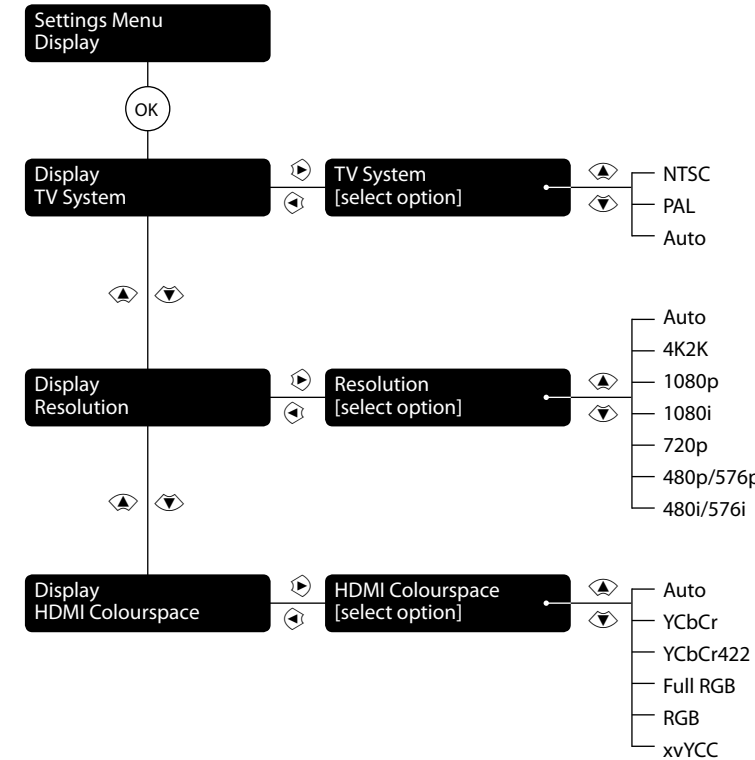 Settings Menu
Display
OK
Display
TV System
TV System
[select option]
NTSC
PAL
Auto
Display
Resolution
Resolution
[select option]
Auto
4K2K
1080p
1080i
720p
480p/576p
480i/576i
Display
HDMI Colourspace
HDMI Colourspace
[select option]
Auto
YCbCr
YCbCr422
Full RGB
RGB
xvYCC